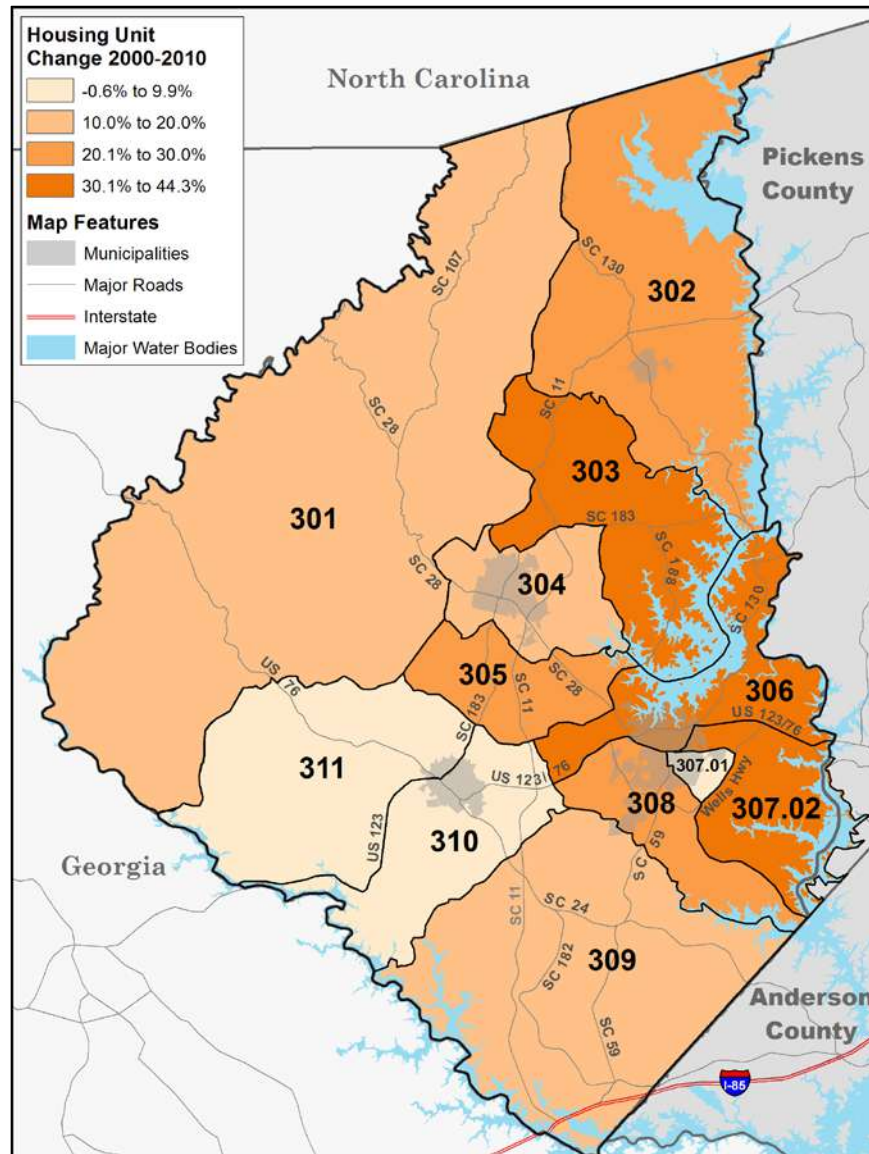 Housing Unit
Change 2000-2010
-0.6% to 9.9%
10.0% to 20.0%
20.1% to 30.0%
30.1% to 44.3%
Map Features
Municipalities
Major Roads
Interstate
Major Water Bodies
North Carolina
Pickens
County
SC 107
SC 130
302
SC 28
SC 11
303
301
SC 183
SC 188
SC 28
304
SC 130
305
SC 28
306
US 76
SC 183
SC 11
US 123/76
311
US 123/76
307.01
Wells Hwy
308
307.02
US 123
310
SC 59
Georgia
SC 11
SC 24
SC 182
309
Anderson
County
SC 59
I-85